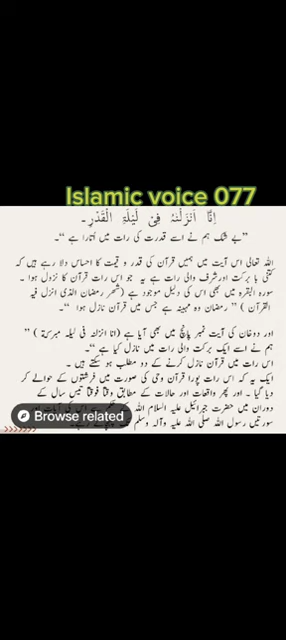 Islamic voice 077
اِنَّا اَنْزَلْنٰهُ فِیْ لَیْلَةِ الْقَدْرِ۔
”بے شک ہم نے اسے قدرت کی رات میں اُتارا ہے“۔
اللہ تعالی اس آیت میں ہمیں قرآن کی قدر و قیمت کا احساس دلا رہے ہیں کہ
کتنی با برکت اور شرف والی رات ہے یہ جو اس رات قرآن کا نزول ہوا ۔
سورہ البقرہ میں بھی اس کی دلیل موجود ہے (شھر رمضان الذی انزل فیہ
القرآن ) ” رمضان وہ مہینہ ہے جس میں قرآن نازل ہوا “۔
اور دوخان کی آیت نمبر پانچ میں بھی آیا ہے (انا انزلنه فی لیله مبرکة ) ”
ہم نے اسے ایک برکت والی رات میں نازل کیا ہے “۔
اس رات میں قرآن نازل کرنے کے دو مطلب ہو سکتے ہیں ۔
ایک یہ کہ اس رات پورا قرآن وحی کی صورت میں فرشتوں کے حوالے کر
دیا گیا ۔ اور پھر واقعات اور حالات کے مطابق وقتاً فوقتاً تئیس سال کے
دوران میں حضرت جبرائیل علیہ السلام اللہ کے
سورتیں رسول اللہ صلی اللہ علیہ وآلہ وسلم
Browse related